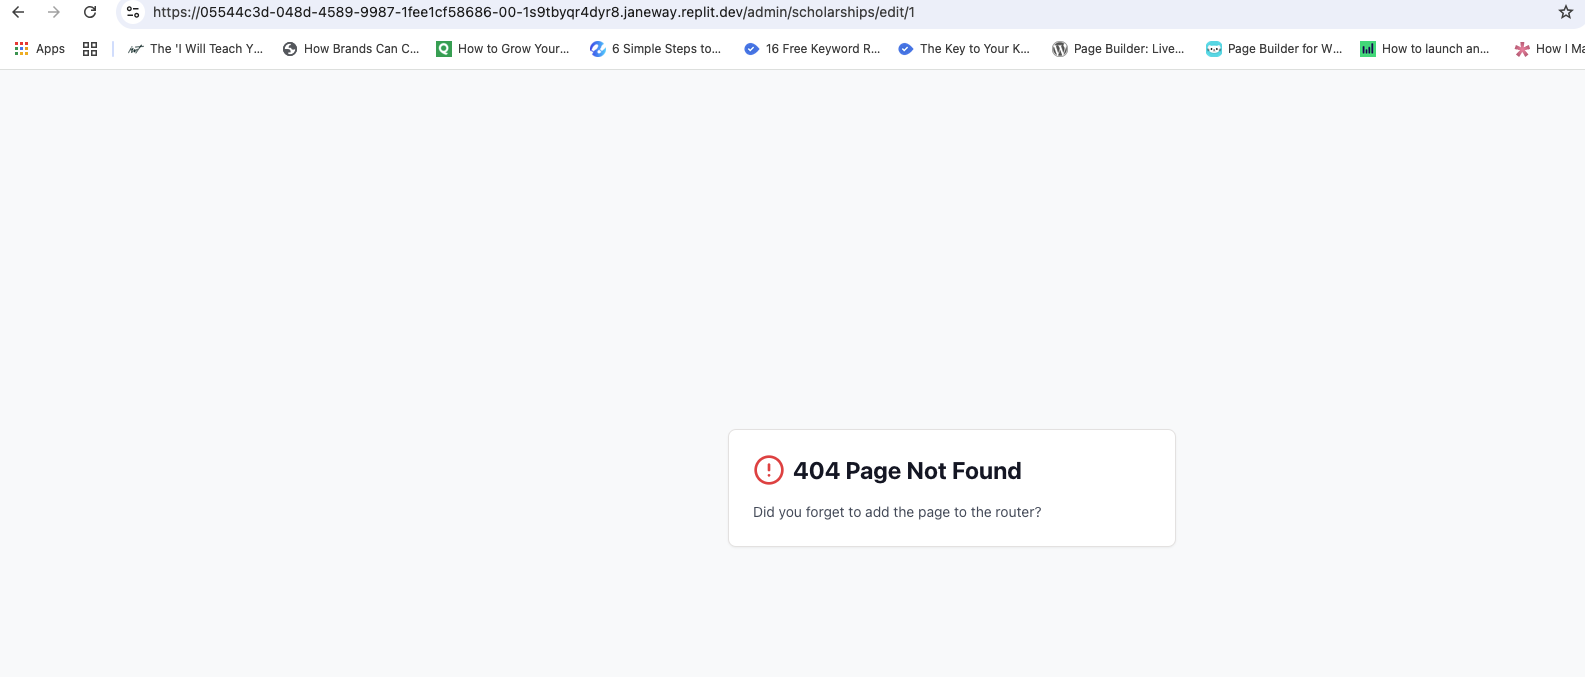 https://05544c3d-048d-4589-9987-1fee1cf58686-00-1s9tbyqr4dyr8.janeway.replit.dev/admin/scholarships/edit/1
Apps The 'I Will Teach Y... How Brands Can C... How to Grow Your... 6 Simple Steps to... 16 Free Keyword R... The Key to Your K... Page Builder: Live... Page Builder for W... How to launch an... How I Ma
404 Page Not Found
Did you forget to add the page to the router?